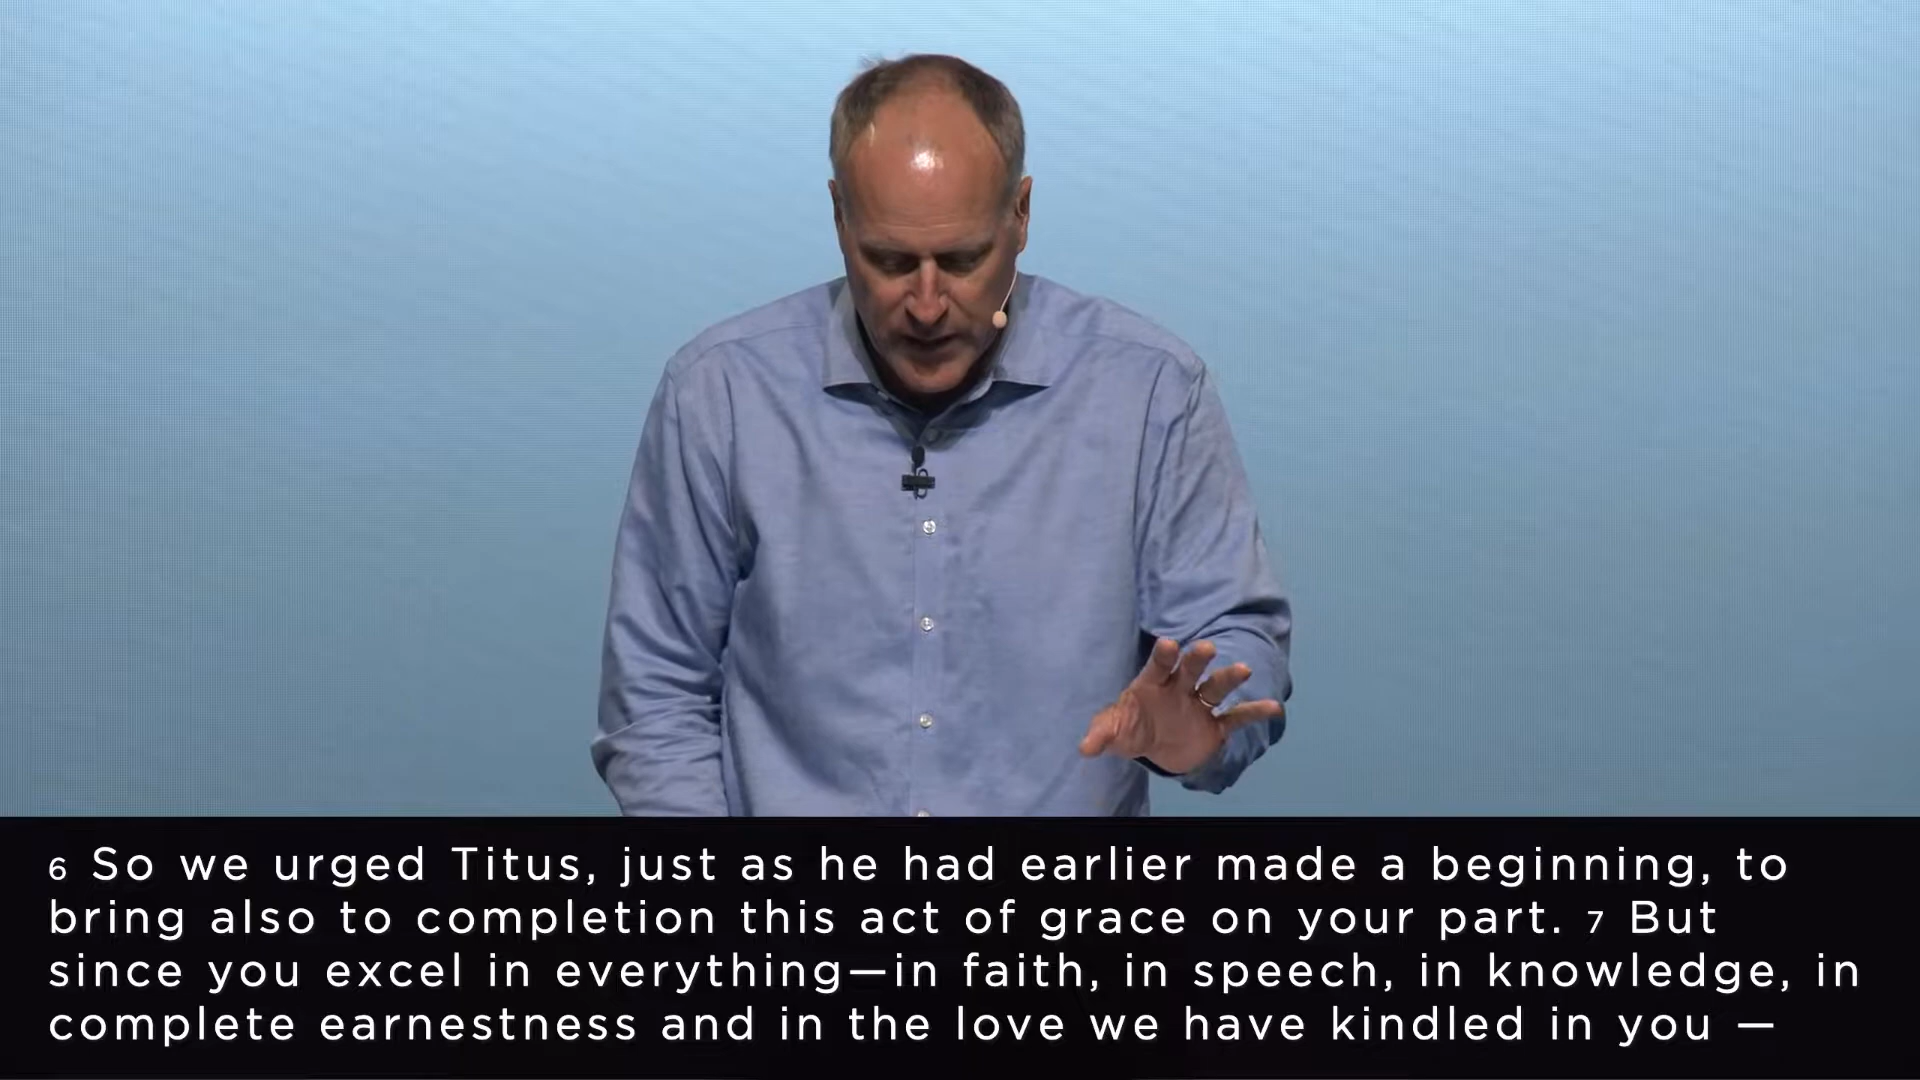 6 So we urged Titus, just as he had earlier made a beginning, to
bring also to completion this act of grace on your part. 7 But
since you excel in everything—in faith, in speech, in knowledge, in
complete earnestness and in the love we have kindled in you —